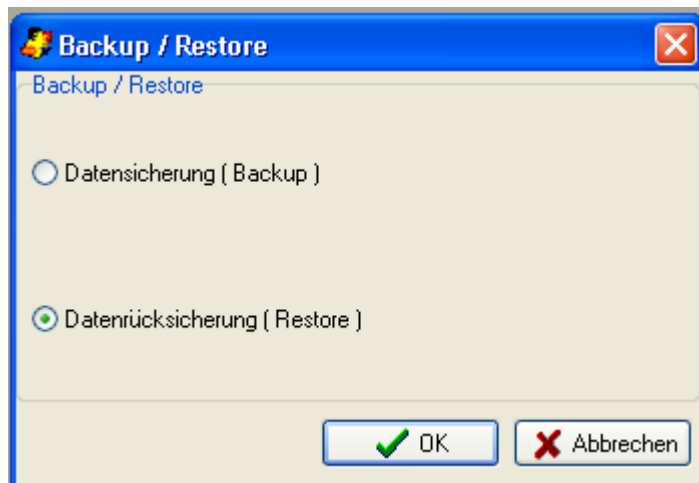 Backup / Restore
Backup / Restore
Datensicherung ( Backup )
Datenrücksicherung ( Restore )
OK
Abbrechen